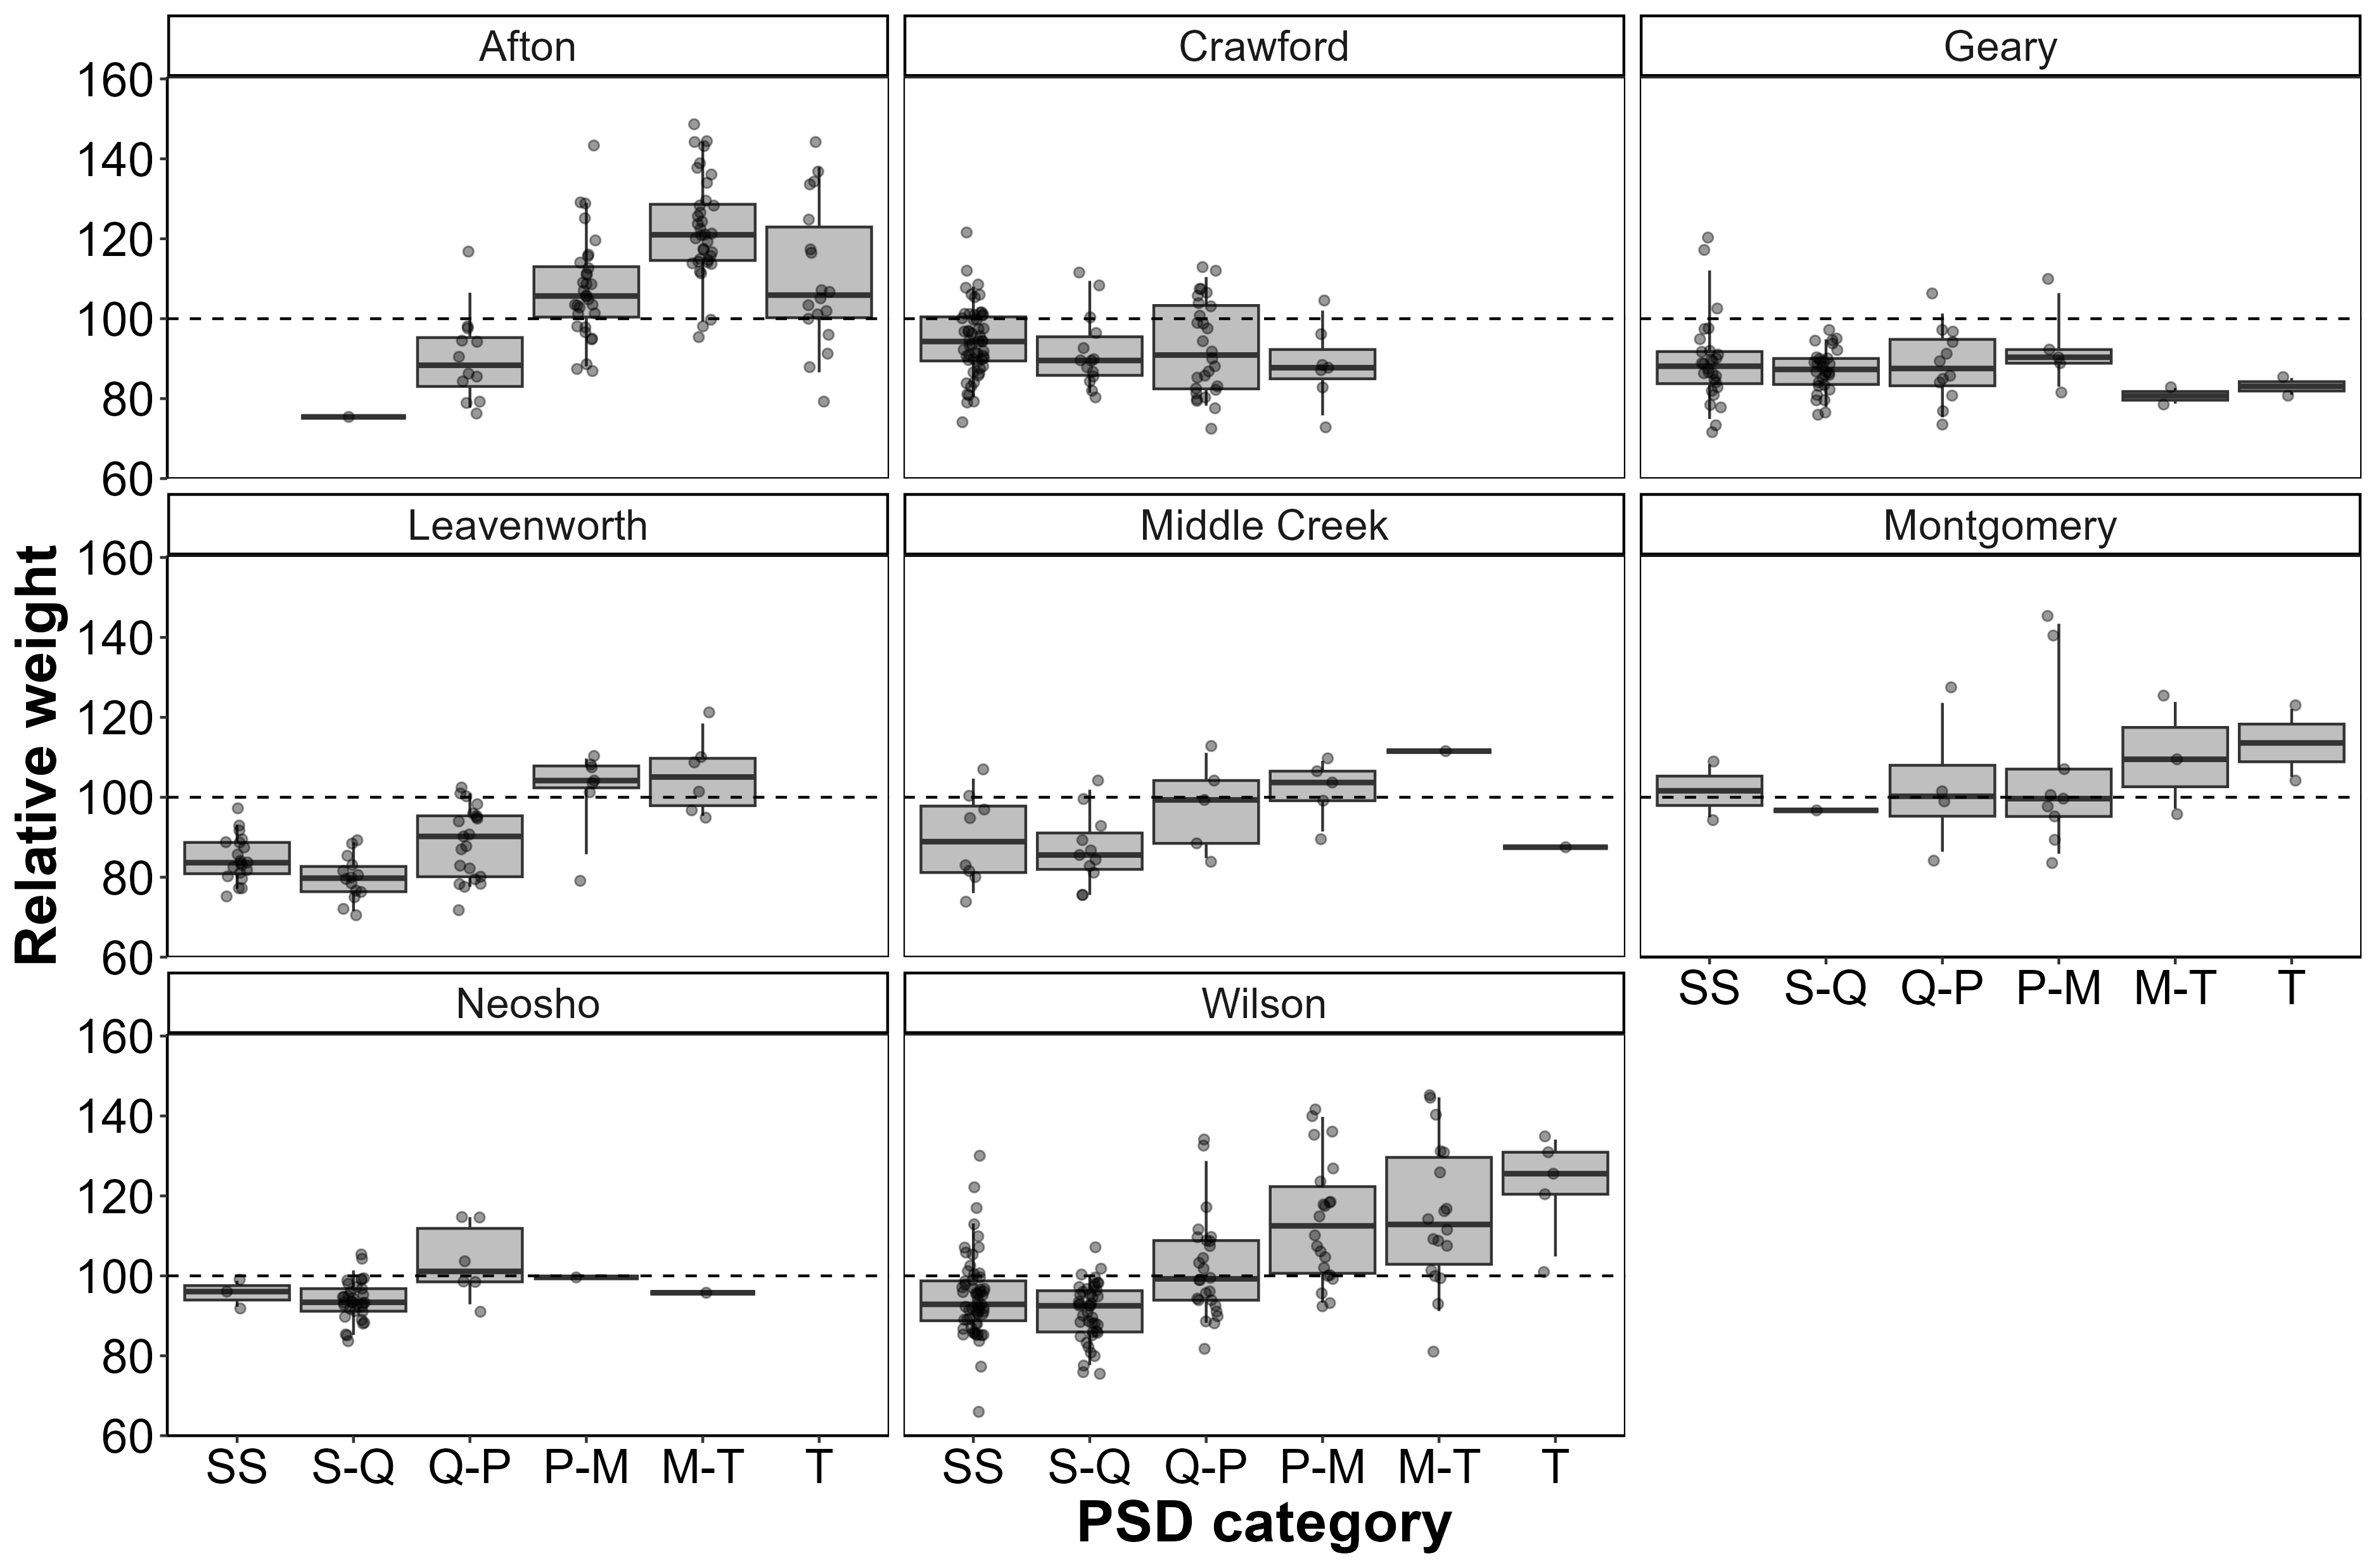 Afton
Crawford
Geary
160
140
120
100
80
60
Leavenworth
Middle Creek
Montgomery
160
140
120
100
80
60
SS S-Q Q-P P-M M-T T
Neosho
Wilson
160
140
120
100
80
60
SS S-Q Q-P P-M M-T T
SS S-Q Q-P P-M M-T T
Relative weight
PSD category